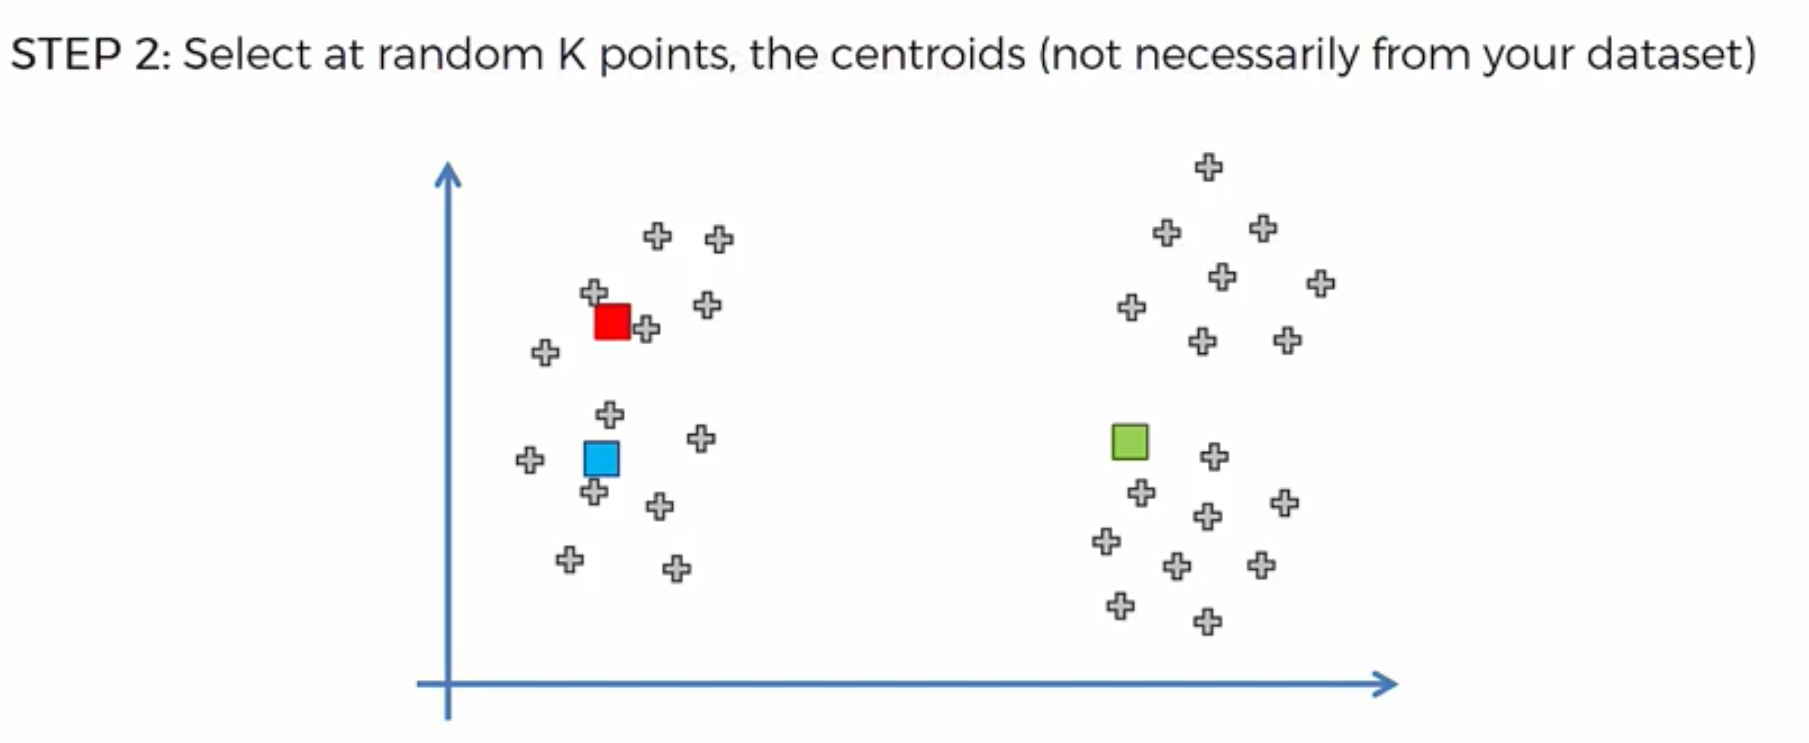 STEP 2: Select at random K points, the centroids (not necessarily from your dataset)